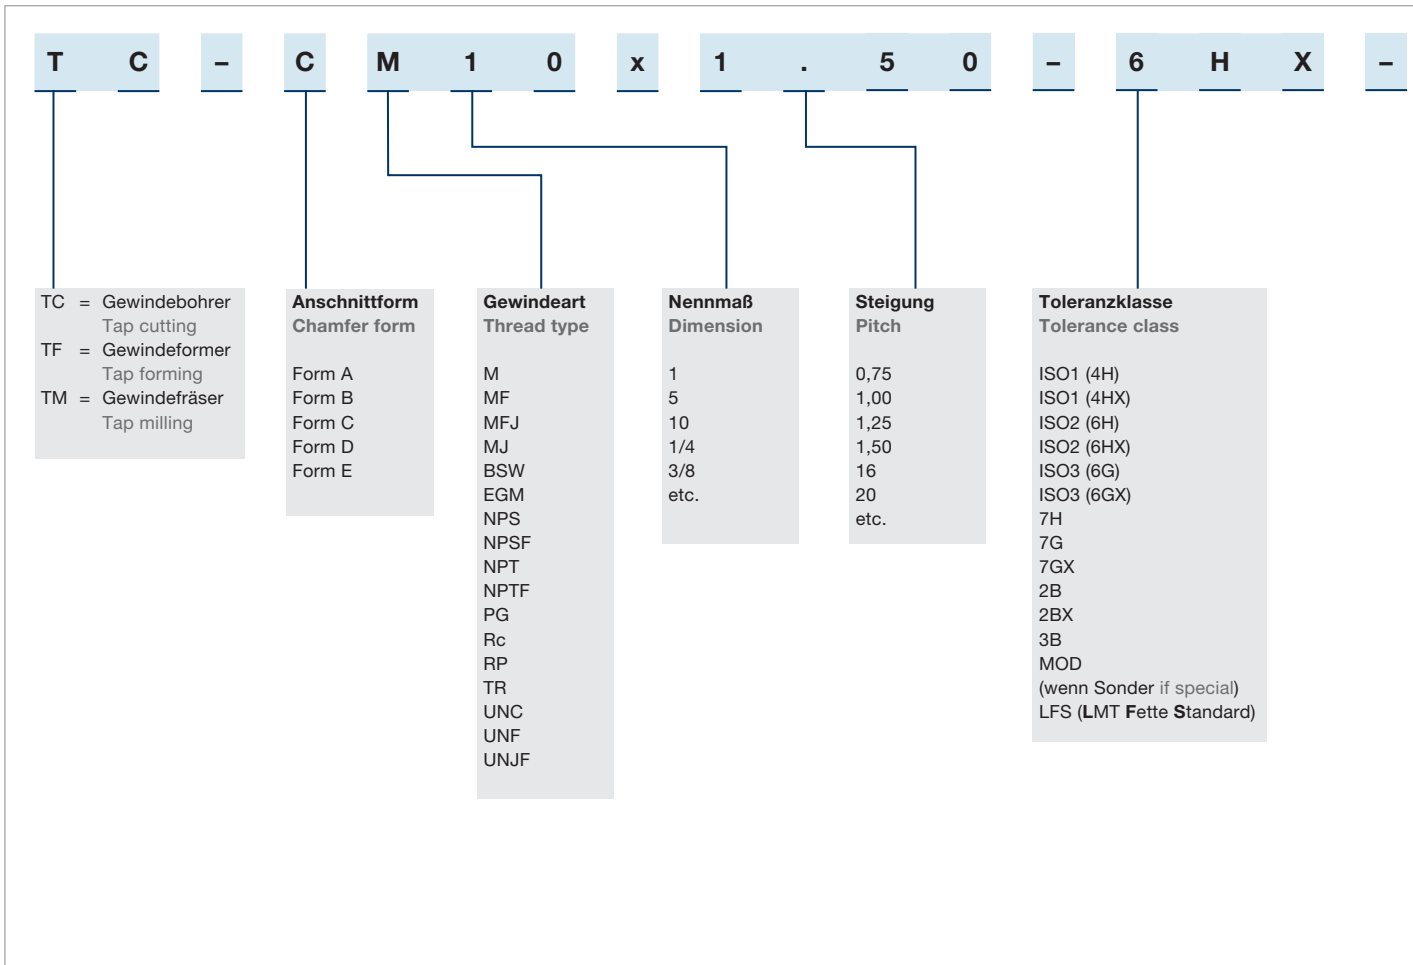 T C – C M 1 0 x 1 . 5 0 – 6 H X –
TC = Gewindebohrer
Tap cutting
TF = Gewindeformer
Tap forming
TM = Gewindefräser
Tap milling
Anschnittform
Chamfer form
Form A
Form B
Form C
Form D
Form E
Gewindeart
Thread type
M
MF
MFJ
MJ
BSW
EGM
NPS
NPSF
NPT
NPTF
PG
Rc
RP
TR
UNC
UNF
UNJF
Nennmaß
Dimension
1
5
10
1/4
3/8
etc.
Steigung
Pitch
0,75
1,00
1,25
1,50
16
20
etc.
Toleranzklasse
Tolerance class
ISO1 (4H)
ISO1 (4HX)
ISO2 (6H)
ISO2 (6HX)
ISO3 (6G)
ISO3 (6GX)
7H
7G
7GX
2B
2BX
3B
MOD
(wenn Sonder if special)
LFS (LMT Fette Standard)